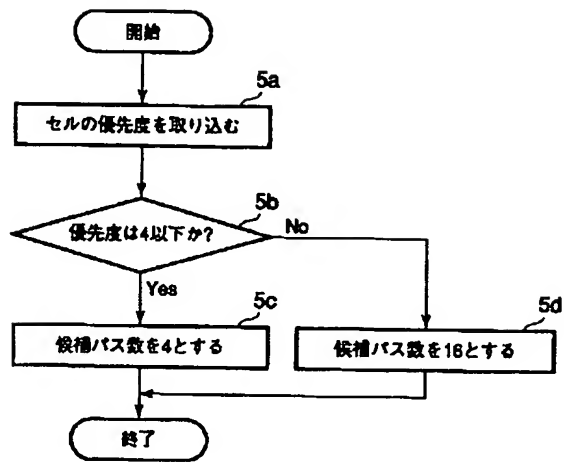 開始
5a
セルの優先度を取り込む
5b
優先度は4以下か?
No
Yes
5c
候補パス数を4とする
5d
候補パス数を16とする
終了